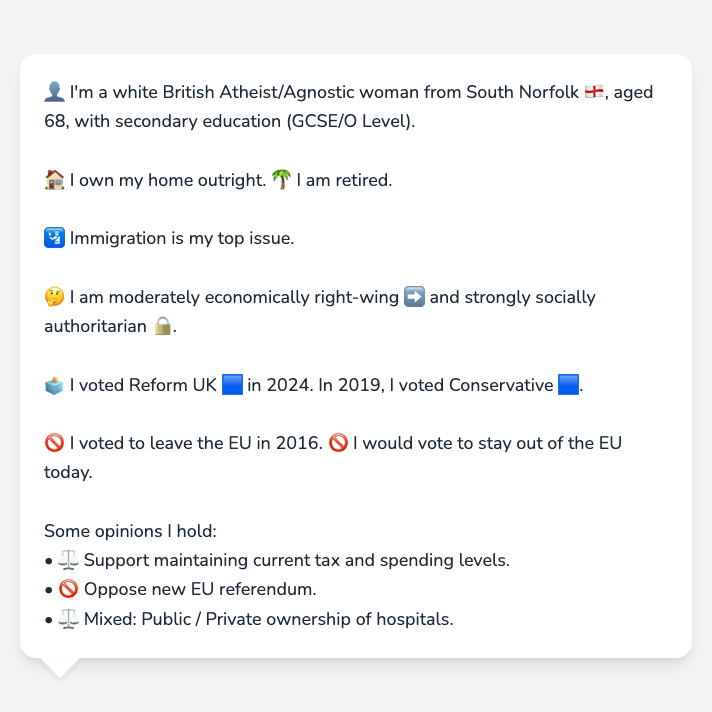 👤 I'm a white British Atheist/Agnostic woman from South Norfolk 🏴󠁧󠁢󠁥󠁮󠁧󠁿, aged
68, with secondary education (GCSE/O Level).
🏠 I own my home outright. 🌴 I am retired.
🛂 Immigration is my top issue.
🤔 I am moderately economically right-wing ➡️ and strongly socially
authoritarian 🔒.
🗳️ I voted Reform UK 🟦 in 2024. In 2019, I voted Conservative 🟦.
🚫 I voted to leave the EU in 2016. 🚫 I would vote to stay out of the EU
today.
Some opinions I hold:
• ⚖️ Support maintaining current tax and spending levels.
• 🚫 Oppose new EU referendum.
• ⚖️ Mixed: Public / Private ownership of hospitals.